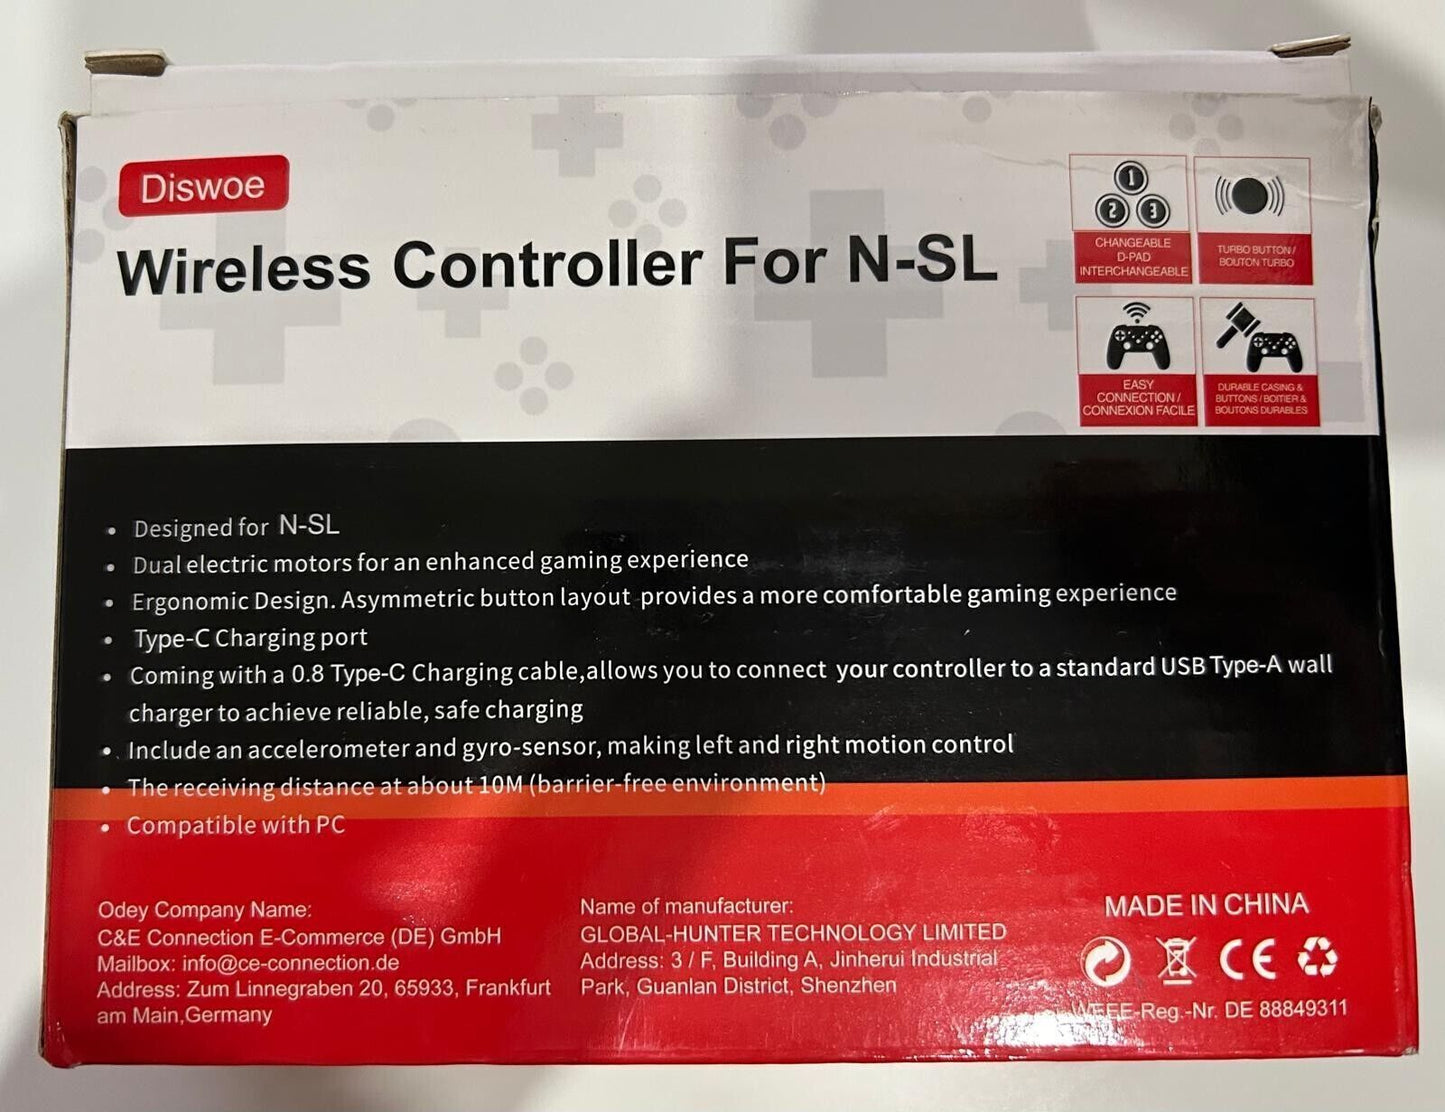 Diswoe
Wireless Controller For N-SL
1
2 3
CHANGEABLE
D-PAD
INTERCHANGEABLE
TURBO BUTTON/
BOUTON TURBO
EASY
CONNECTION /
CONNEXION FACILE
DURABLE CASING &
BUTTONS / BOITIER &
BOUTONS DURABLES
• Designed for N-SL
• Dual electric motors for an enhanced gaming experience
• Ergonomic Design. Asymmetric button layout provides a more comfortable gaming experience
• Type-C Charging port
• Coming with a 0.8 Type-C Charging cable,allows you to connect your controller to a standard USB Type-A wall
charger to achieve reliable, safe charging
• Include an accelerometer and gyro-sensor, making left and right motion control
• The receiving distance at about 10M (barrier-free environment)
• Compatible with PC
Odey Company Name:
C&E Connection E-Commerce (DE) GmbH
Mailbox: info@ce-connection.de
Address: Zum Linnegraben 20, 65933, Frankfurt
am Main,Germany
Name of manufacturer:
GLOBAL-HUNTER TECHNOLOGY LIMITED
Address: 3 / F, Building A, Jinherui Industrial
Park, Guanlan District, Shenzhen
MADE IN CHINA
CE
WEEE-Reg.-Nr. DE 88849311